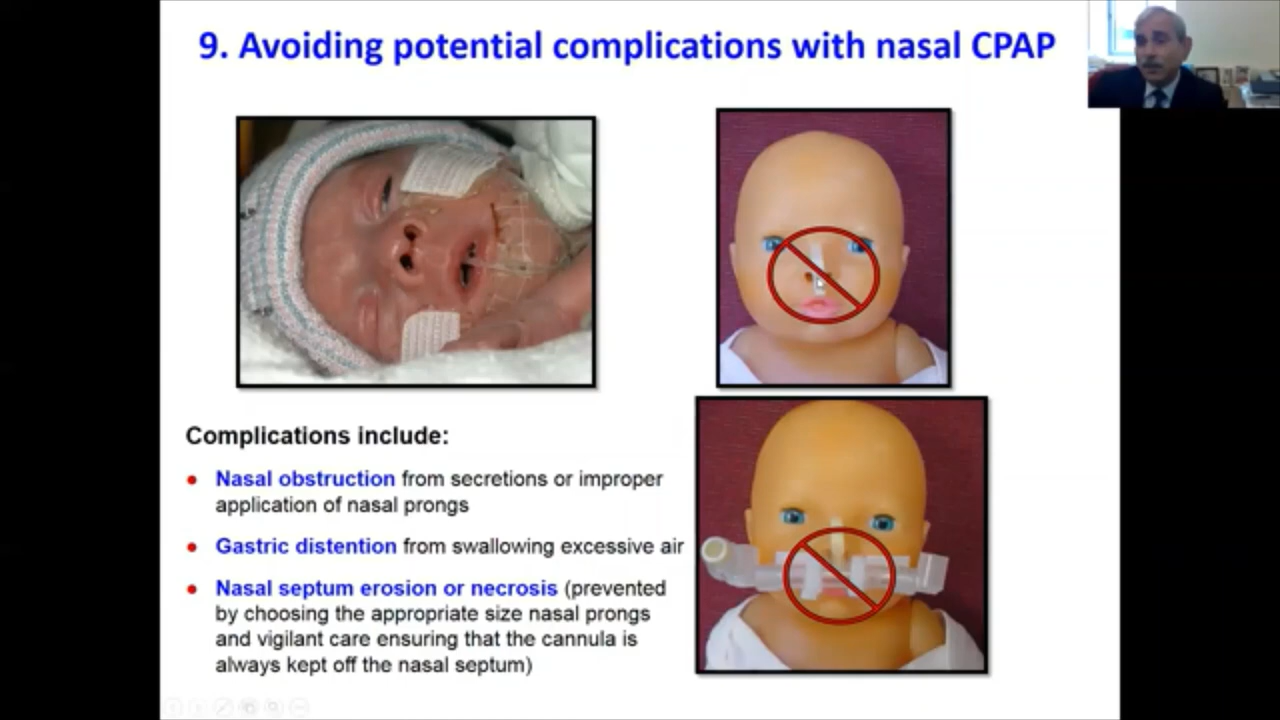 9. Avoiding potential complications with nasal CPAP
Complications include:
• Nasal obstruction from secretions or improper
application of nasal prongs
• Gastric distention from swallowing excessive air
• Nasal septum erosion or necrosis (prevented
by choosing the appropriate size nasal prongs
and vigilant care ensuring that the cannula is
always kept off the nasal septum)